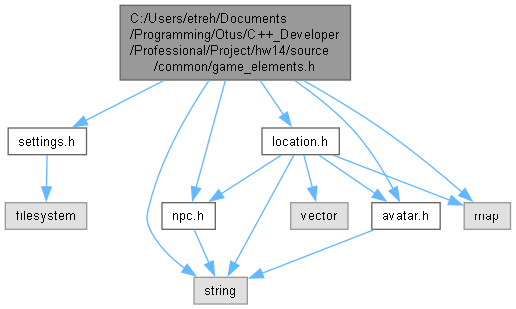 C:/Users/etreh/Documents
/Programming/Otus/C++_Developer
/Professional/Project/hw14/source
/common/game_elements.h
settings.h
location.h
filesystem
npc.h
vector
avatar.h
map
string